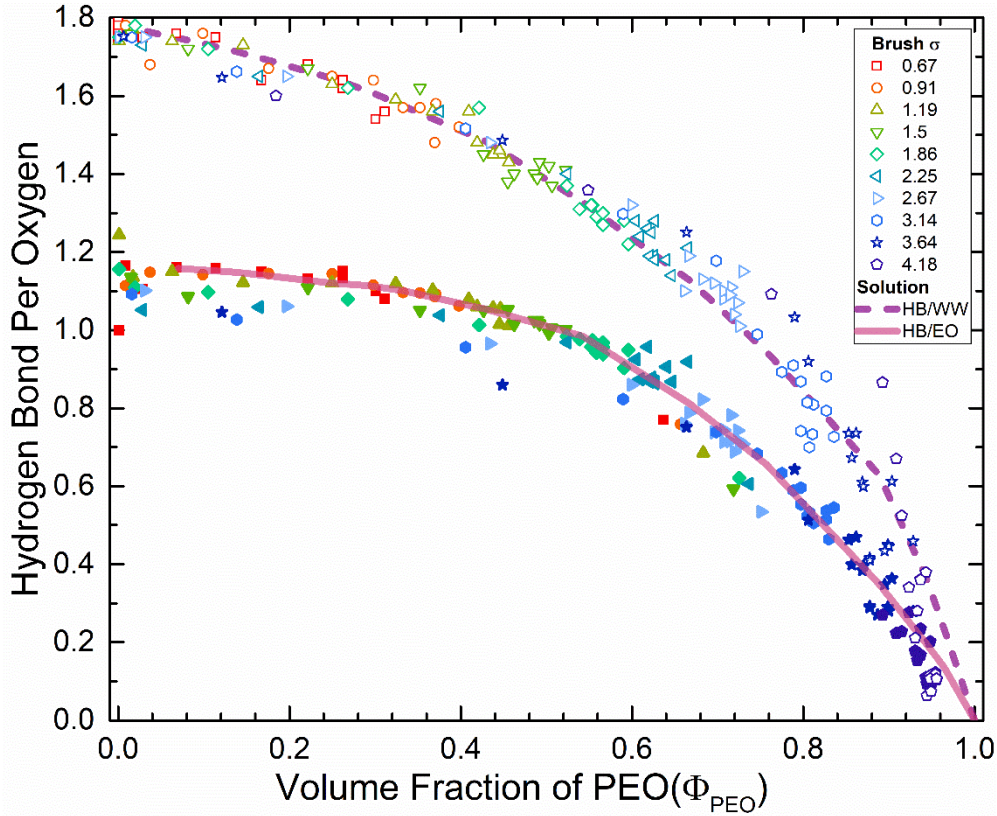 Hydrogen Bond Per Oxygen
1.8
1.6
1.4
1.2
1.0
0.8
0.6
0.4
0.2
0.0
Brush σ
0.67
0.91
1.19
1.5
1.86
2.25
2.67
3.14
3.64
4.18
Solution
HB/WW
HB/EO
0.0 0.2 0.4 0.6 0.8 1.0
Volume Fraction of PEO(Φ_PEO)